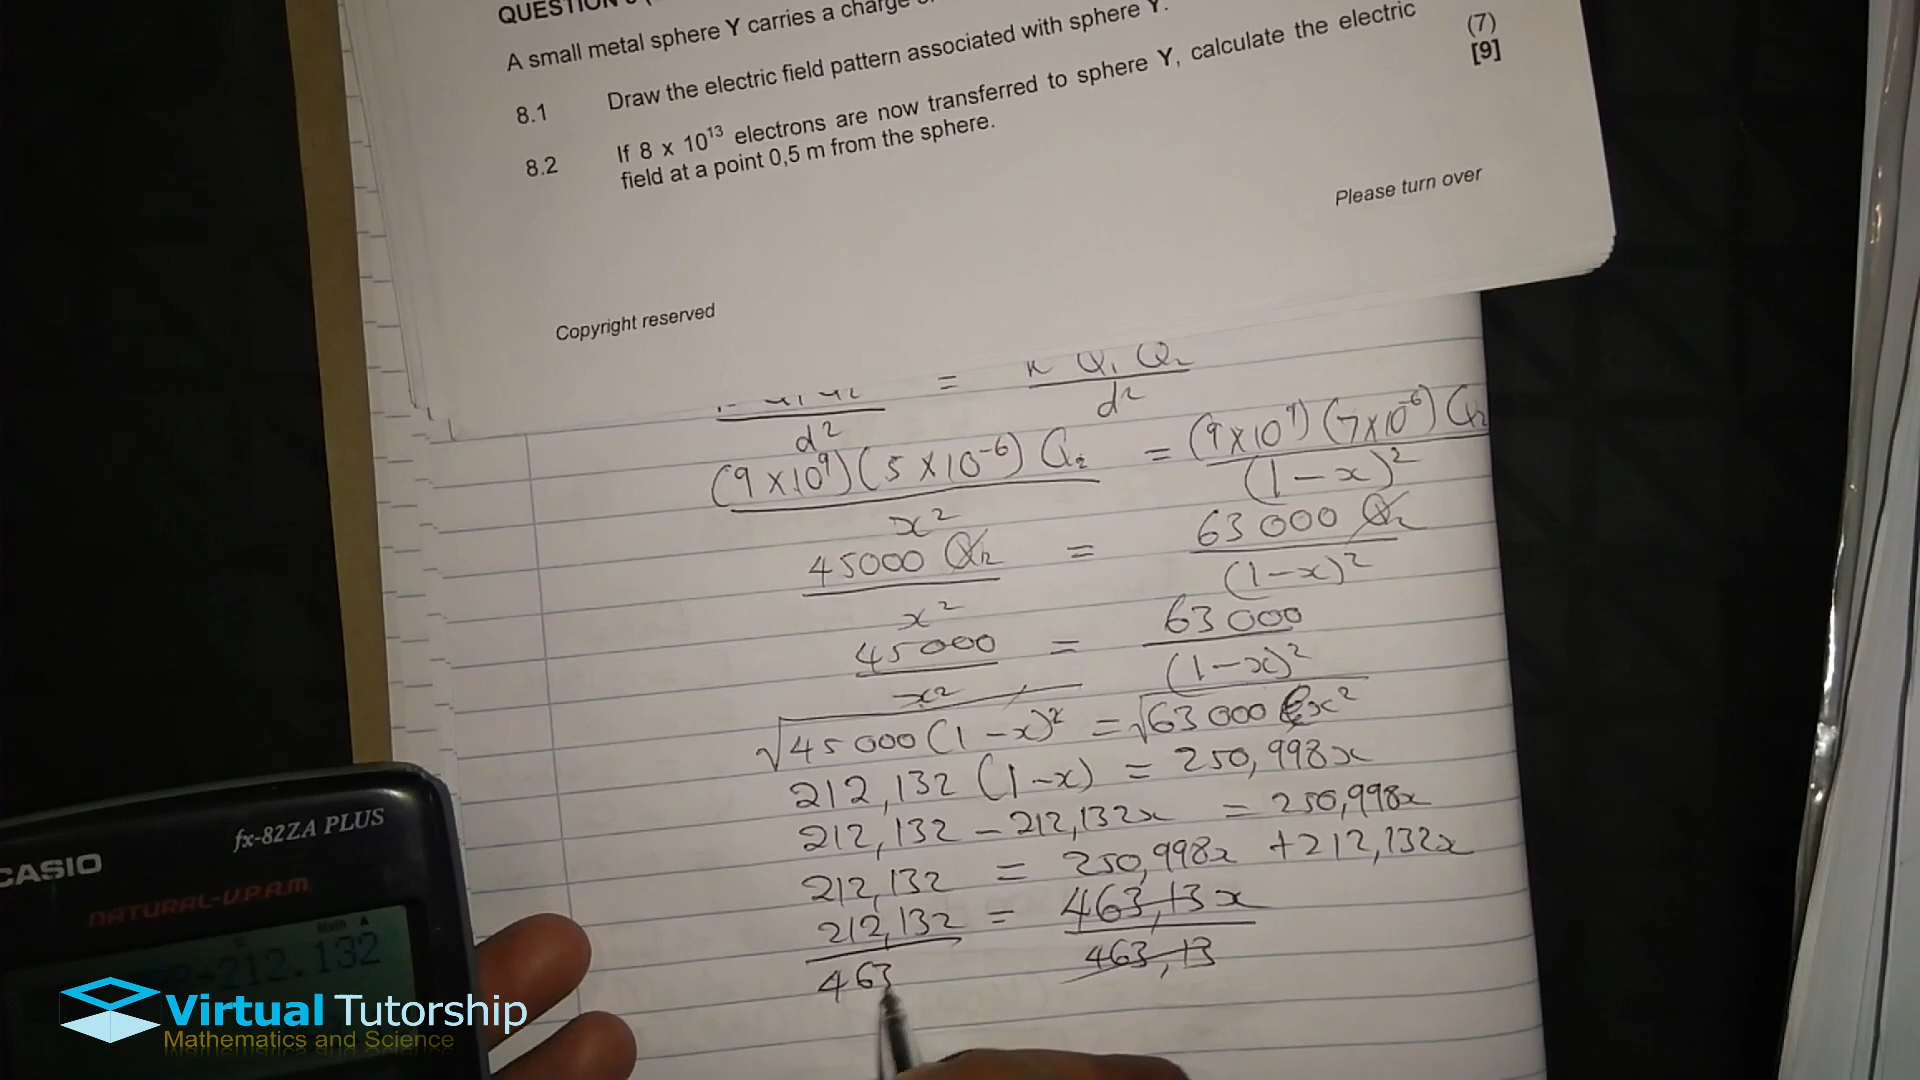 QUESTION
A small metal sphere Y carries a charge
8.1 Draw the electric field pattern associated with sphere Y.
8.2 If 8 x 10¹³ electrons are now transferred to sphere Y, calculate the electric
field at a point 0,5 m from the sphere.
(7)
[9]
Please turn over
Copyright reserved
d² = k Q₁ Q₂ / d²
(9 x 10⁹)(5 x 10⁻⁶) Q₂ / x² = (9 x 10⁹)(7 x 10⁻⁶) Q₂ / (1 - x)²
45000 Q₂ / x² = 63 000 Q₂ / (1 - x)²
45000 / x² = 63 000 / (1 - x)²
√45 000 (1 - x)² = √63 000 x²
212,132 (1 - x) = 250,998x
212,132 - 212,132x = 250,998x
212,132 = 250,998x + 212,132x
212,132 / 463 = 463,13x / 463,13
CASIO fx-82ZA PLUS
NATURAL-V.P.A.M.
Math ▲
-212.132
Virtual Tutorship
Mathematics and Science